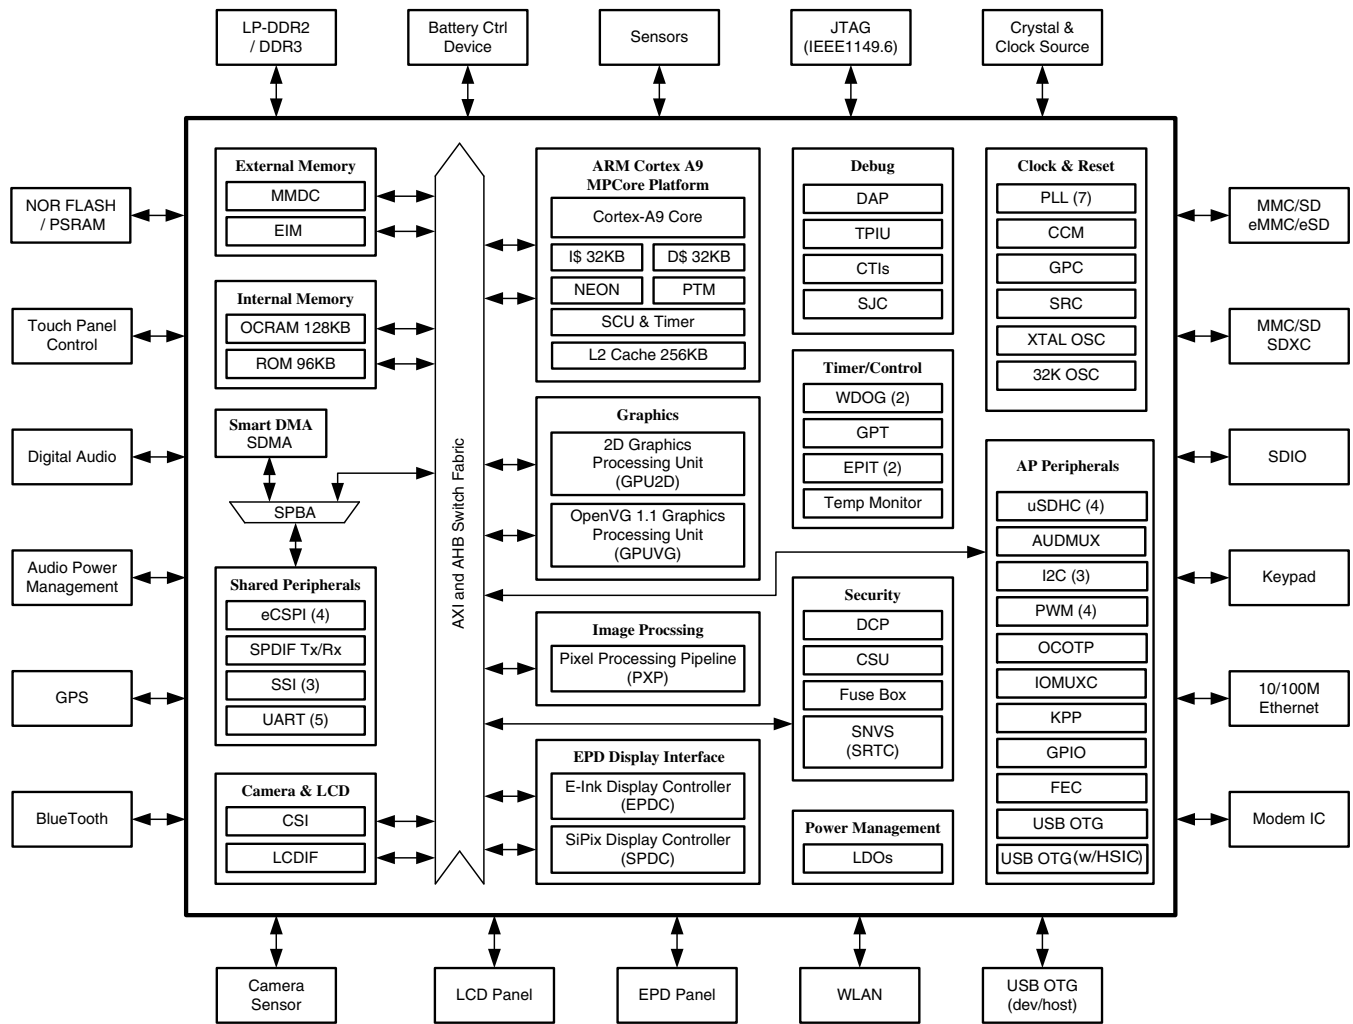 LP-DDR2
/ DDR3
Battery Ctrl
Device
Sensors
JTAG
(IEEE1149.6)
Crystal &
Clock Source
NOR FLASH
/ PSRAM
Touch Panel
Control
Digital Audio
Audio Power
Management
GPS
BlueTooth
External Memory
MMDC
EIM
Internal Memory
OCRAM 128KB
ROM 96KB
Smart DMA
SDMA
SPBA
Shared Peripherals
eCSPI (4)
SPDIF Tx/Rx
SSI (3)
UART (5)
Camera & LCD
CSI
LCDIF
AXI and AHB Switch Fabric
ARM Cortex A9
MPCore Platform
Cortex-A9 Core
I$ 32KB
D$ 32KB
NEON
PTM
SCU & Timer
L2 Cache 256KB
Graphics
2D Graphics
Processing Unit
(GPU2D)
OpenVG 1.1 Graphics
Processing Unit
(GPUVG)
Image Procssing
Pixel Processing Pipeline
(PXP)
EPD Display Interface
E-Ink Display Controller
(EPDC)
SiPix Display Controller
(SPDC)
Debug
DAP
TPIU
CTIs
SJC
Timer/Control
WDOG (2)
GPT
EPIT (2)
Temp Monitor
Security
DCP
CSU
Fuse Box
SNVS
(SRTC)
Power Management
LDOs
Clock & Reset
PLL (7)
CCM
GPC
SRC
XTAL OSC
32K OSC
AP Peripherals
uSDHC (4)
AUDMUX
I2C (3)
PWM (4)
OCOTP
IOMUXC
KPP
GPIO
FEC
USB OTG
USB OTG(w/HSIC)
MMC/SD
eMMC/eSD
MMC/SD
SDXC
SDIO
Keypad
10/100M
Ethernet
Modem IC
Camera
Sensor
LCD Panel
EPD Panel
WLAN
USB OTG
(dev/host)